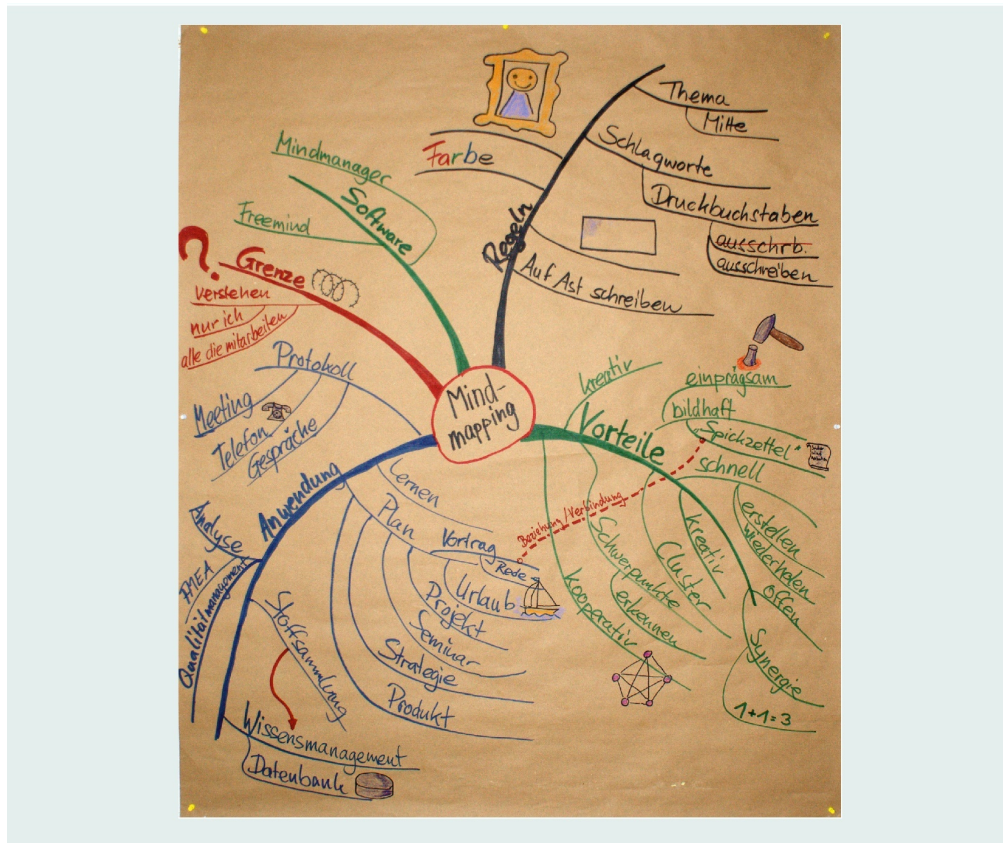 Mind-
mapping
Regeln
Thema
Mitte
Schlagworte
Druckbuchstaben
ausschrb.
ausschreiben
Auf Ast schreiben
Farbe
Software
Mindmanager
Freemind
?
Grenze
verstehen
nur ich
alle die mitarbeiten
Vorteile
kreativ
einprägsam
bildhaft
"Spickzettel"
schnell
erstellen
wiederholen
offen
Synergie
1+1=3
kreativ
Cluster
Schwerpunkte
erkennen
kooperativ
Beziehung/Verbindung
Anwendung
Protokoll
Meeting
Telefon
Gespräche
Lernen
Plan
Vortrag
Rede
Urlaub
Projekt
Seminar
Strategie
Produkt
Analyse
FMEA
Qualitätmanagement
Stoffsammlung
Wissensmanagement
Datenbank